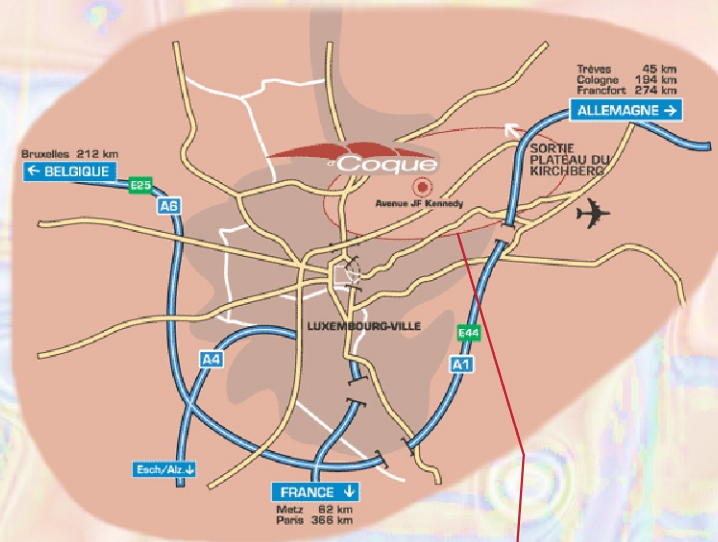 Trèves 45 km
Cologne 194 km
Francfort 274 km
ALLEMAGNE →
SORTIE
PLATEAU DU
KIRCHBERG
Bruxelles 212 km
← BELGIQUE
E25
A6
d'Coque
Avenue JF Kennedy
LUXEMBOURG-VILLE
E44
A1
A4
Esch/Alz. ↓
FRANCE ↓
Metz 62 km
Paris 366 km